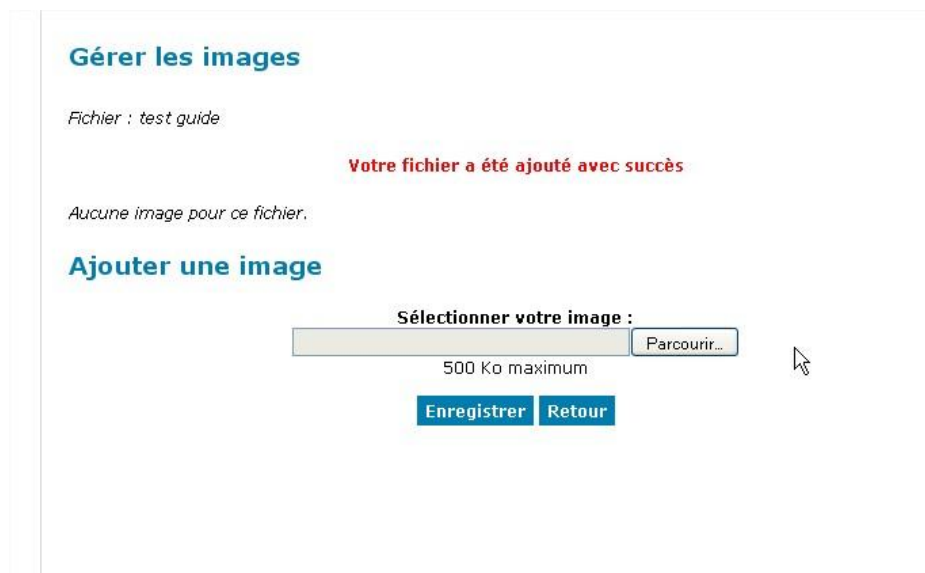 Gérer les images
Fichier : test guide
Votre fichier a été ajouté avec succès
Aucune image pour ce fichier.
Ajouter une image
Sélectionner votre image :
Parcourir...
500 Ko maximum
Enregistrer Retour